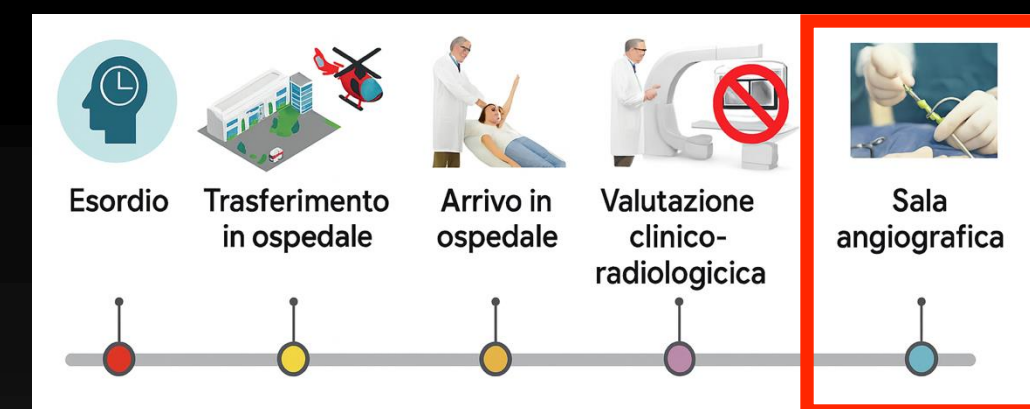 Esordio
Trasferimento
in ospedale
Arrivo in
ospedale
Valutazione
clinico-
radiologicica
Sala
angiografica